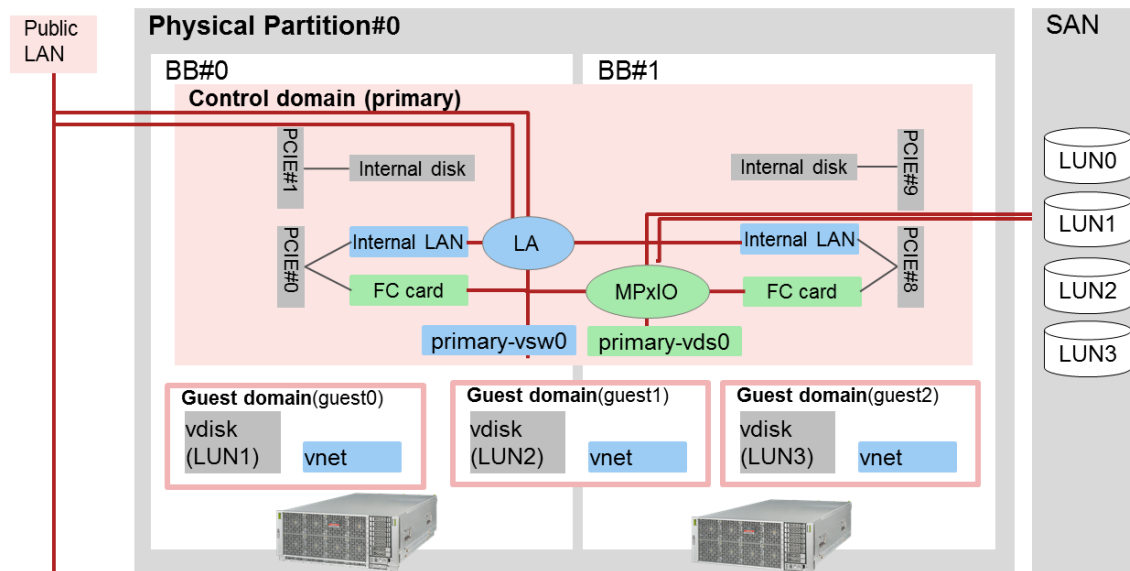 Public
LAN
Physical Partition#0
SAN
BB#0
BB#1
Control domain (primary)
PCIE#1
Internal disk
Internal disk
PCIE#9
LUN0
LUN1
LUN2
LUN3
PCIE#0
Internal LAN
LA
Internal LAN
PCIE#8
FC card
MPxIO
FC card
primary-vsw0
primary-vds0
Guest domain(guest0)
vdisk
(LUN1)
vnet
Guest domain(guest1)
vdisk
(LUN2)
vnet
Guest domain(guest2)
vdisk
(LUN3)
vnet